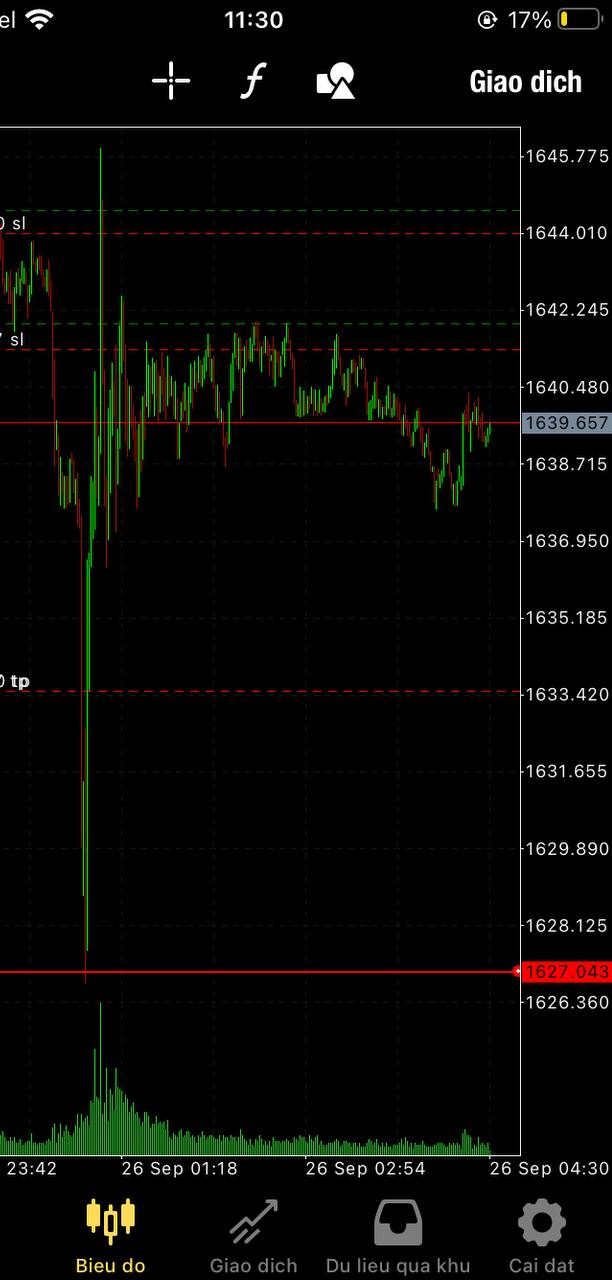 el 11:30 17%
f Giao dich
1645.775
0 sl
1644.010
1642.245
sl
1640.480
1639.657
1638.715
1636.950
1635.185
0 tp
1633.420
1631.655
1629.890
1628.125
1627.043
1626.360
23:42 26 Sep 01:18 26 Sep 02:54 26 Sep 04:30
Bieu do Giao dich Du lieu qua khu Cai dat